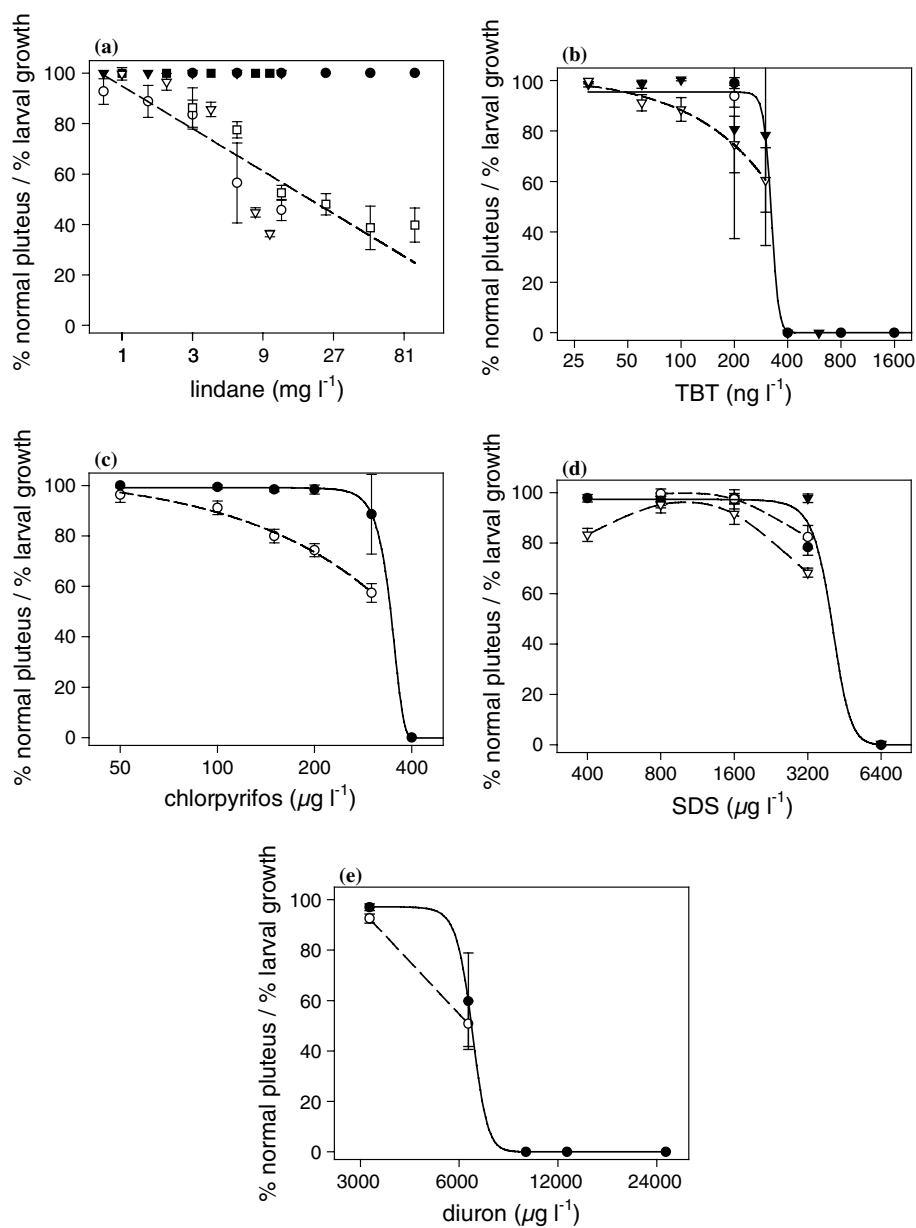 (a)
% normal pluteus / % larval growth
100
80
60
40
20
0
1 3 9 27 81
lindane (mg l⁻¹)
(b)
% normal pluteus / % larval growth
100
80
60
40
20
0
25 50 100 200 400 800 1600
TBT (ng l⁻¹)
(c)
% normal pluteus / % larval growth
100
80
60
40
20
0
50 100 200 400
chlorpyrifos (µg l⁻¹)
(d)
% normal pluteus / % larval growth
100
80
60
40
20
0
400 800 1600 3200 6400
SDS (µg l⁻¹)
(e)
% normal pluteus / % larval growth
100
80
60
40
20
0
3000 6000 12000 24000
diuron (µg l⁻¹)